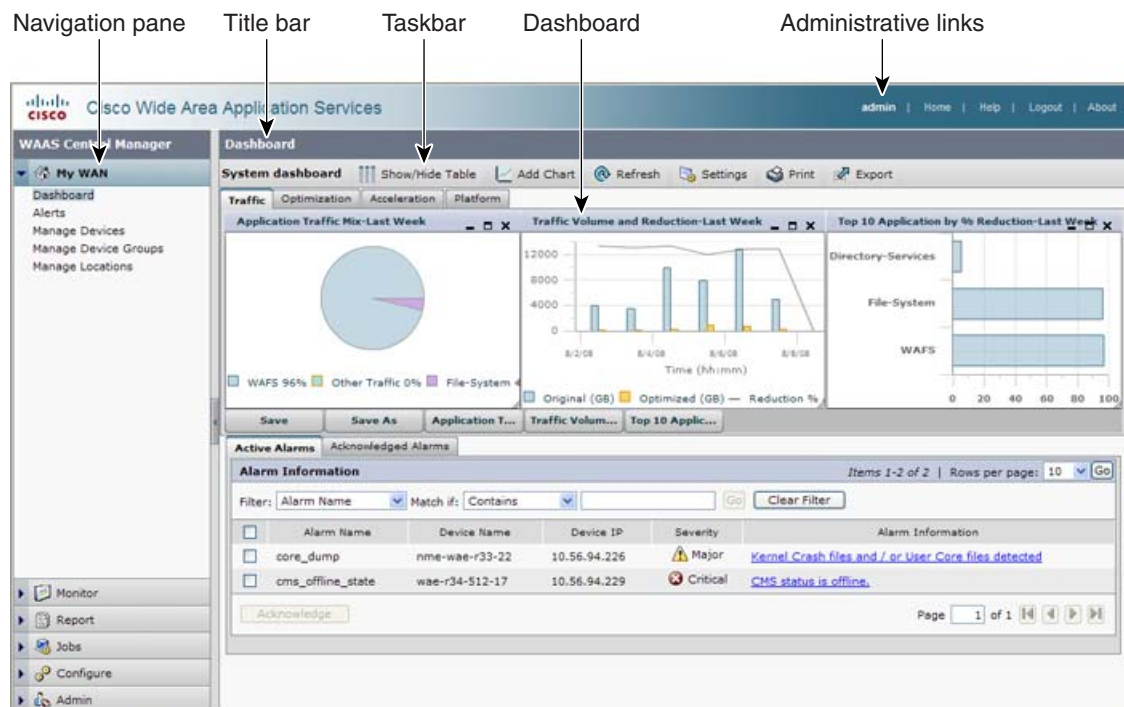 Navigation pane Title bar Taskbar Dashboard Administrative links
CISCO Cisco Wide Area Application Services
admin | Home | Help | Logout | About
WAAS Central Manager
My WAN
Dashboard
Alerts
Manage Devices
Manage Device Groups
Manage Locations
Monitor
Report
Jobs
Configure
Admin
Dashboard
System dashboard Show/Hide Table Add Chart Refresh Settings Print Export
Traffic Optimization Acceleration Platform
Application Traffic Mix-Last Week
WAFS 96% Other Traffic 0% File-System
Traffic Volume and Reduction-Last Week
12000
8000
4000
0
8/2/08 8/4/08 8/6/08 8/8/08
Time (hh:mm)
Original (GB) Optimized (GB) — Reduction %
Top 10 Application by % Reduction-Last Week
Directory-Services
File-System
WAFS
0 20 40 60 80 100
Save Save As Application T... Traffic Volum... Top 10 Applic...
Active Alarms Acknowledged Alarms
Alarm Information Items 1-2 of 2 | Rows per page: 10 Go
Filter: Alarm Name Match if: Contains Go Clear Filter
Alarm Name Device Name Device IP Severity Alarm Information
core_dump nme-wae-r33-22 10.56.94.226 Major Kernel Crash files and / or User Core files detected
cms_offline_state wae-r34-512-17 10.56.94.229 Critical CMS status is offline.
Acknowledge Page 1 of 1